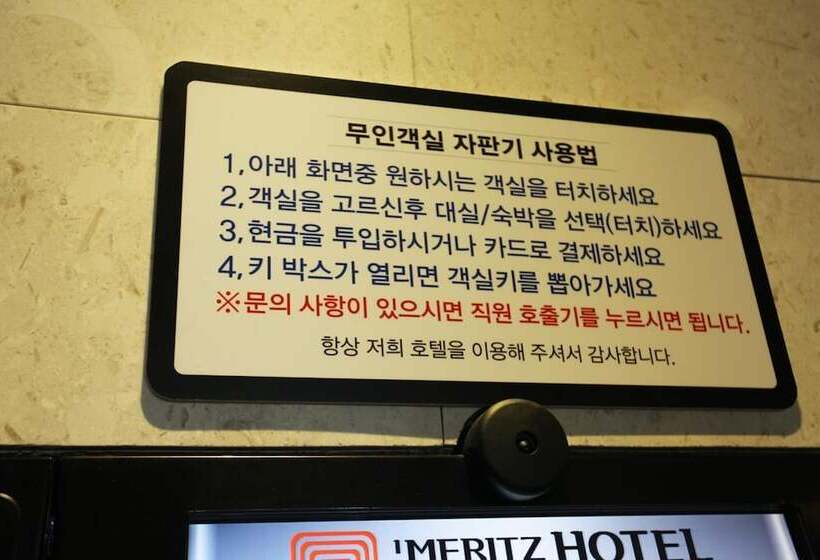 무인객실 자판기 사용법
1, 아래 화면중 원하시는 객실을 터치하세요
2, 객실을 고르신후 대실/숙박을 선택(터치)하세요
3, 현금을 투입하시거나 카드로 결제하세요
4, 키 박스가 열리면 객실키를 뽑아가세요
※문의 사항이 있으시면 직원 호출기를 누르시면 됩니다.
항상 저희 호텔을 이용해 주셔서 감사합니다.
'MERITZ HOTEL